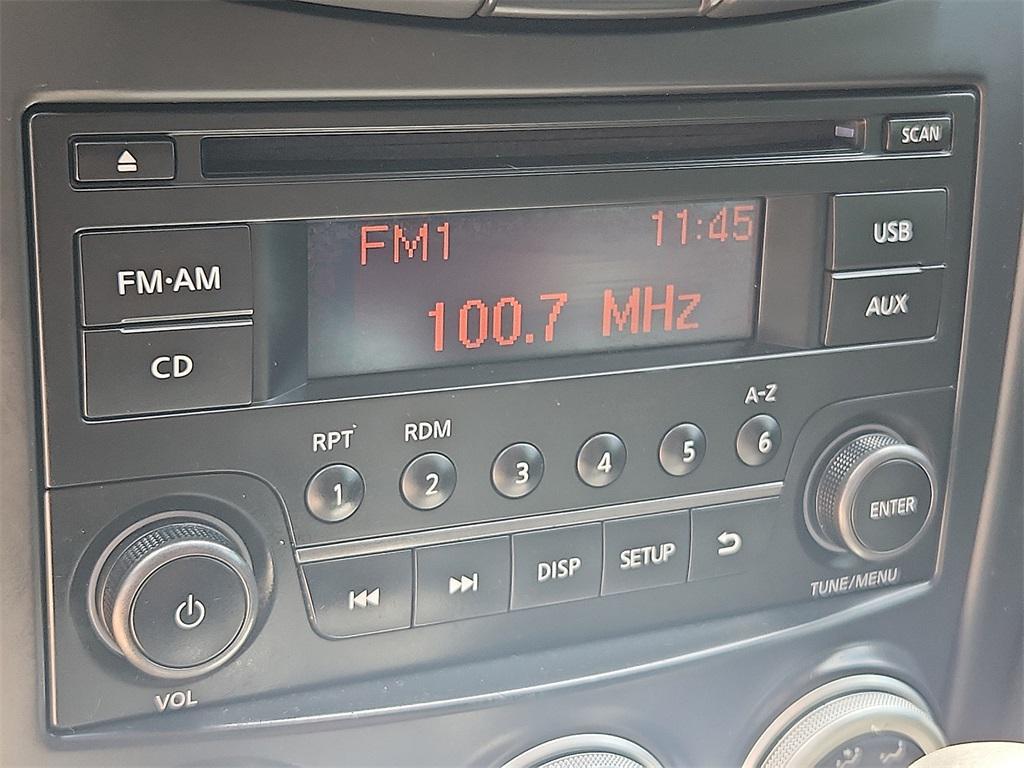 SCAN
FM1 11:45
100.7 MHz
FM·AM
CD
USB
AUX
RPT RDM A-Z
1 2 3 4 5 6
DISP SETUP
ENTER
TUNE/MENU
VOL